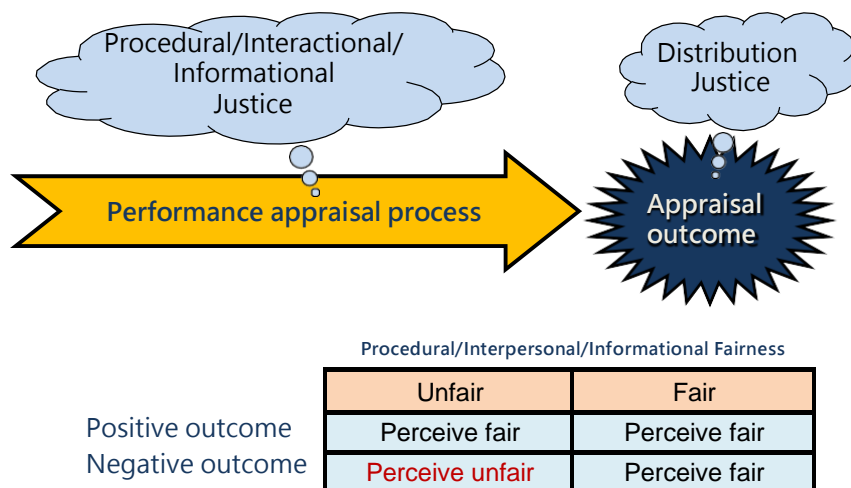 Procedural/Interactional/
Informational
Justice
Distribution
Justice
Performance appraisal process
Appraisal
outcome
Procedural/Interpersonal/Informational Fairness
Unfair Fair
Positive outcome Perceive fair Perceive fair
Negative outcome Perceive unfair Perceive fair